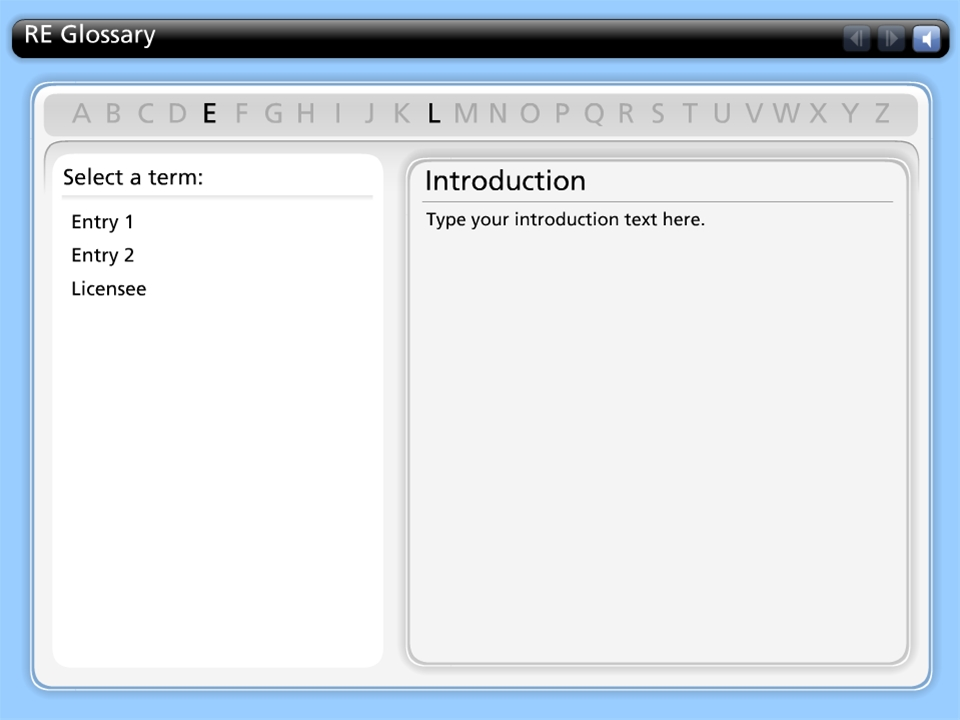 RE Glossary
A B C D E F G H I J K L M N O P Q R S T U V W X Y Z
Select a term:
Entry 1
Entry 2
Licensee
Introduction
Type your introduction text here.